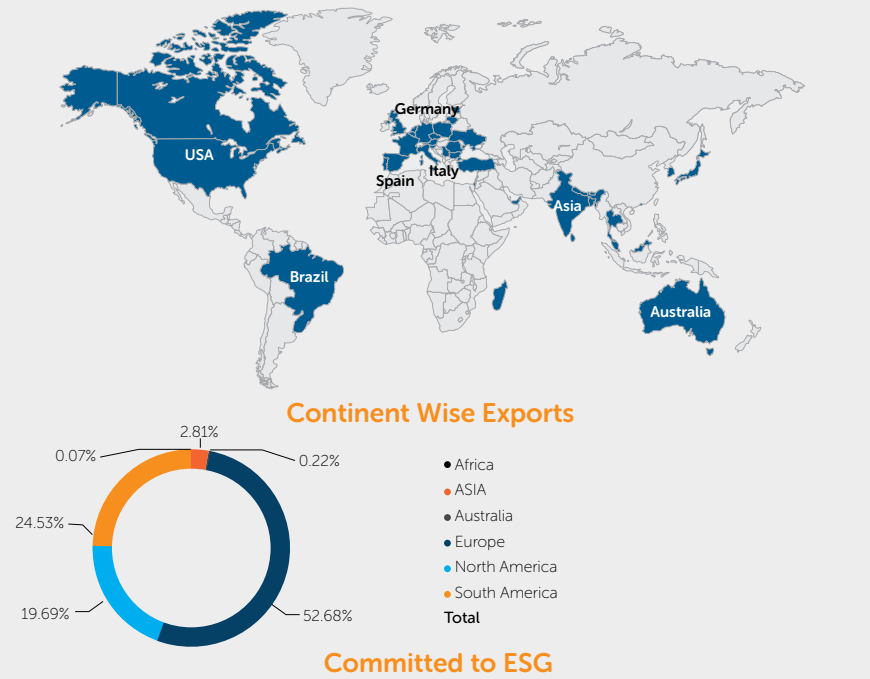 Germany
USA
Italy
Spain
Asia
Brazil
Australia
Continent Wise Exports
2.81%
0.07%
0.22%
24.53%
19.69%
52.68%
Africa
ASIA
Australia
Europe
North America
South America
Total
Committed to ESG